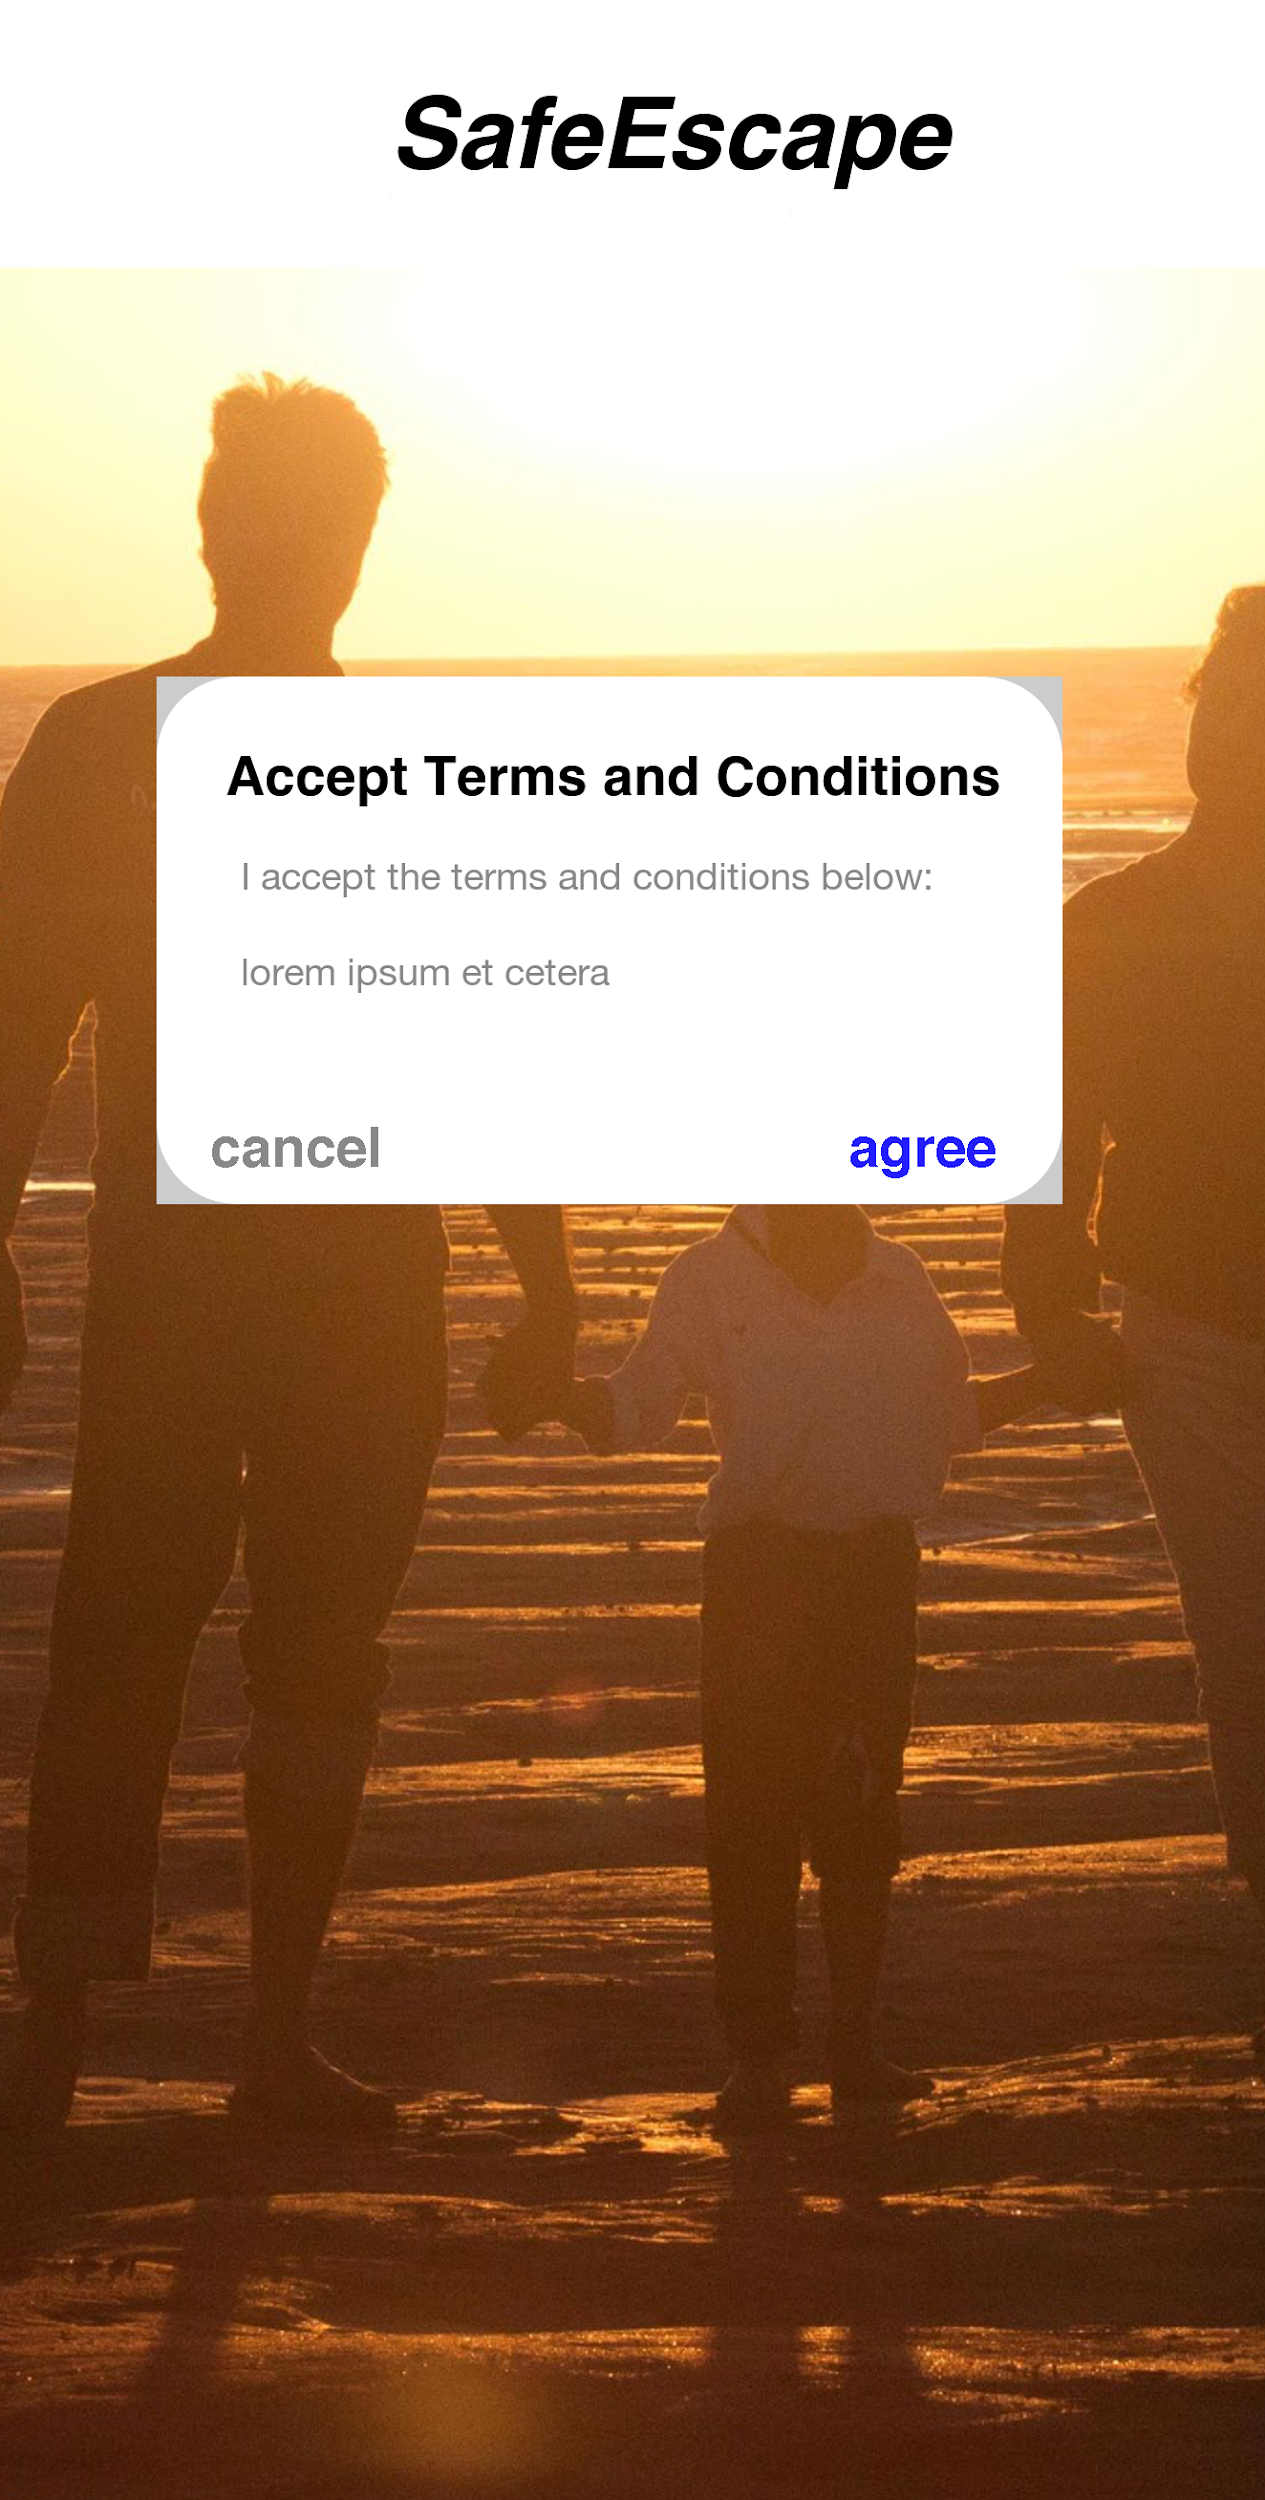 SafeEscape
Accept Terms and Conditions
I accept the terms and conditions below:
lorem ipsum et cetera
cancel
agree